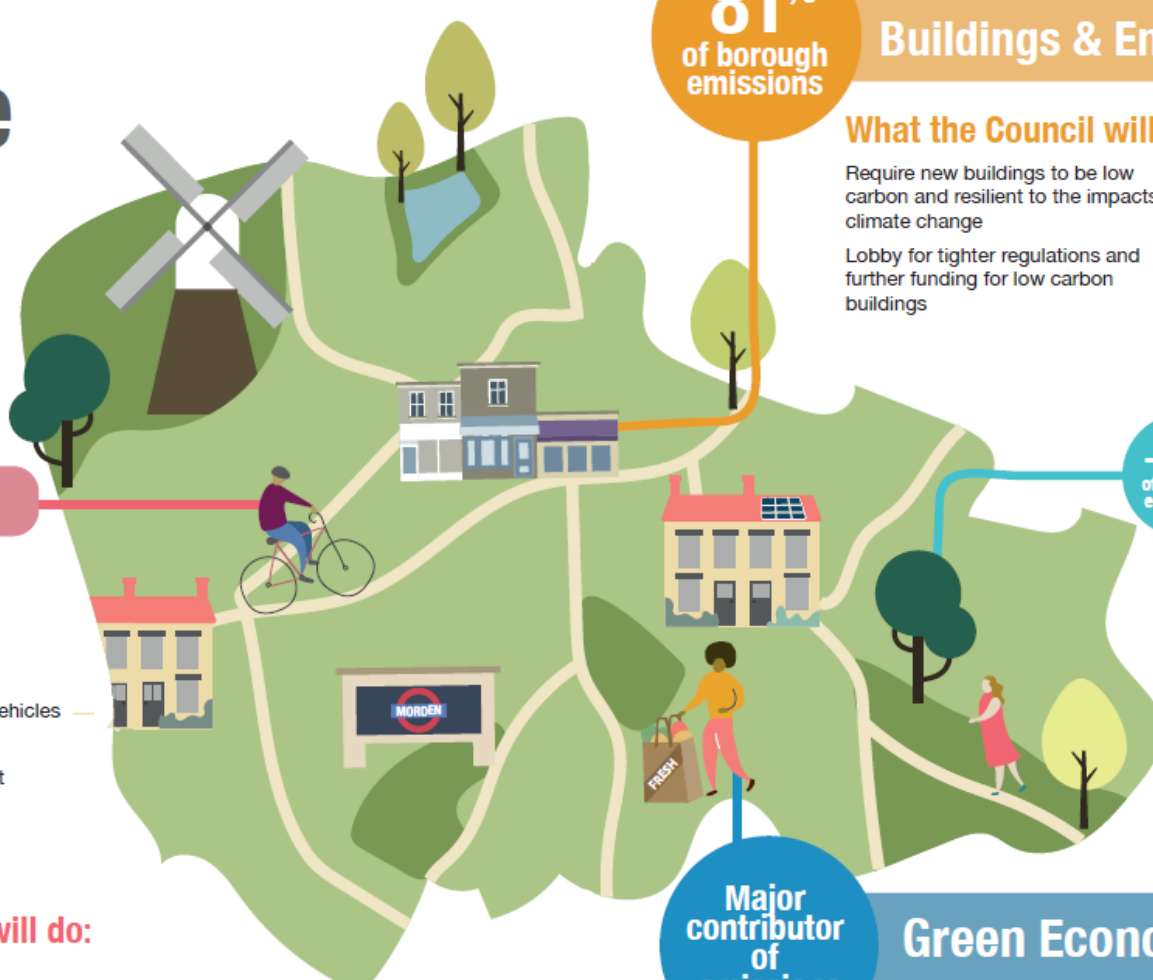 81%
of borough
emissions
Buildings & En
What the Council will
Require new buildings to be low
carbon and resilient to the impacts
climate change
Lobby for tighter regulations and
further funding for low carbon
buildings
MORDEN
FRESH
ehicles
t
will do:
Major
contributor
of
Green Econo